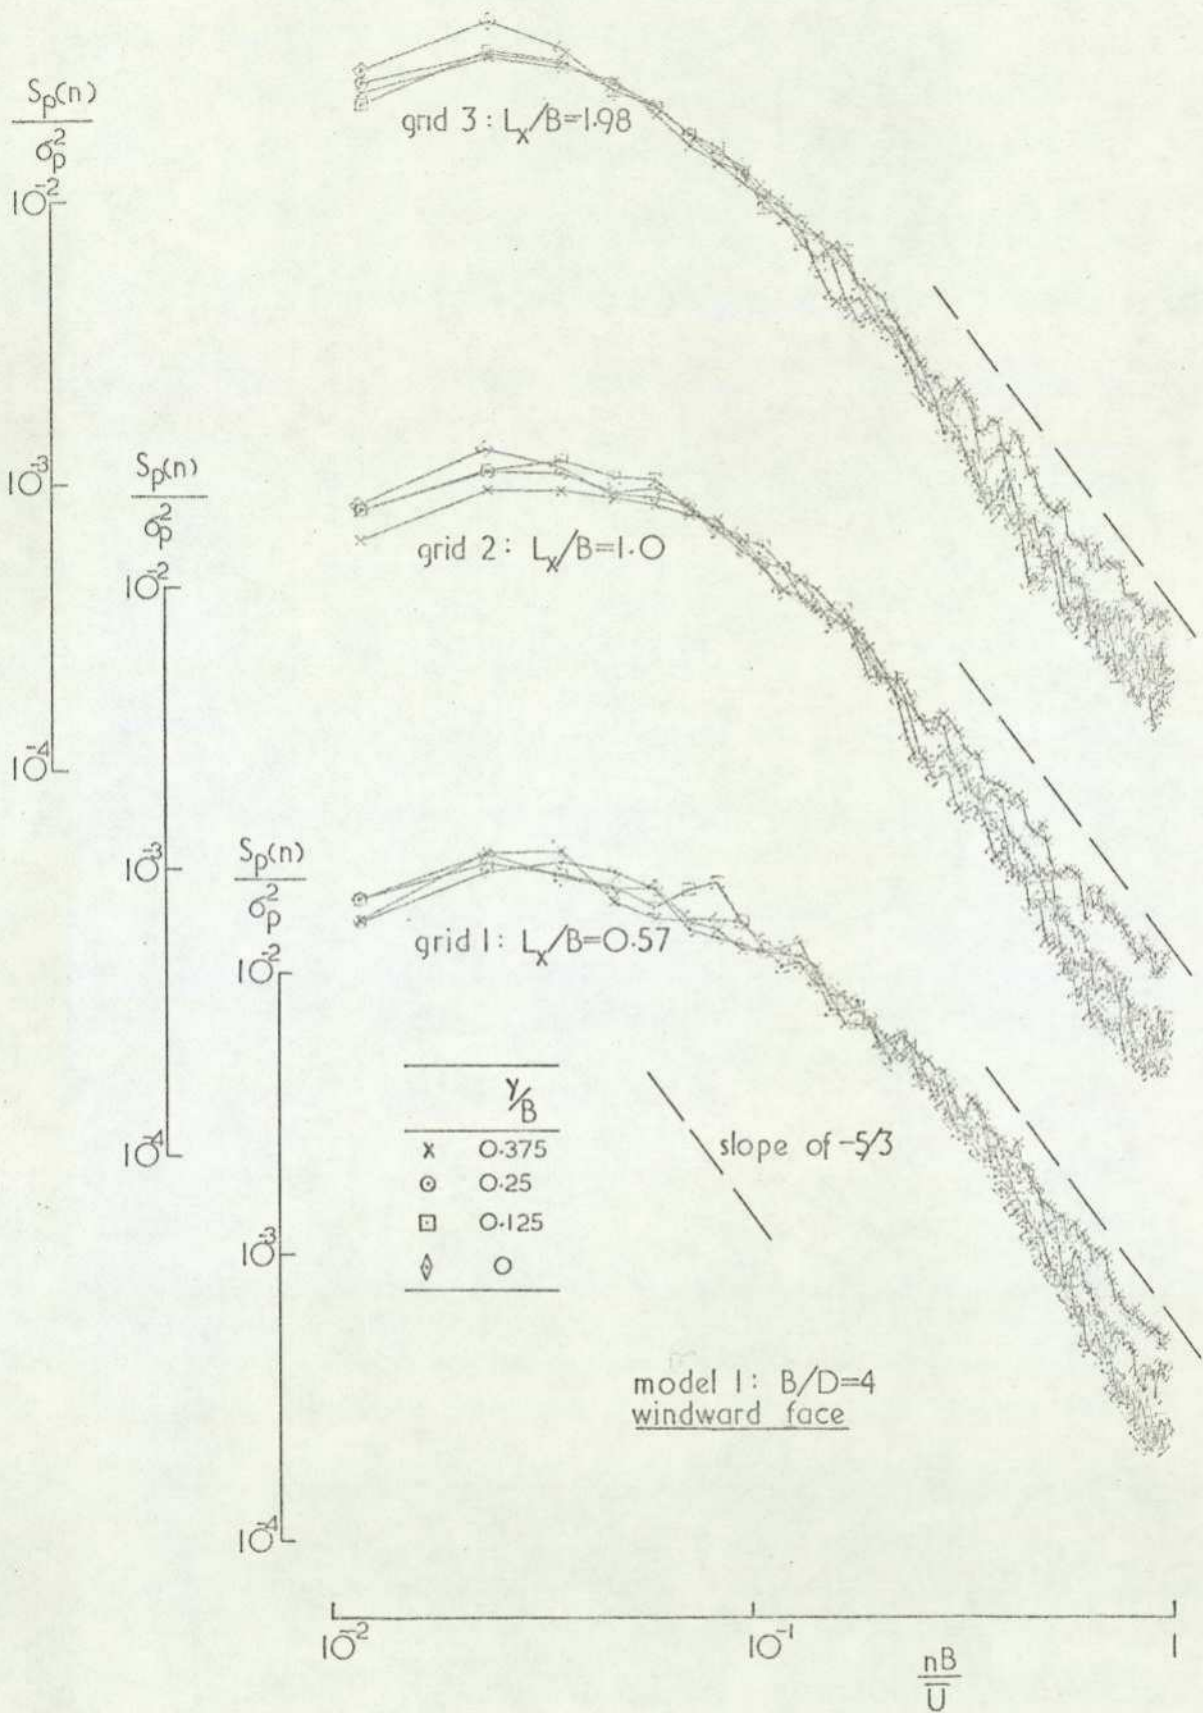 Sp(n)
σp²
grid 3: Lx/B=1.98
10⁻²
10⁻³
10⁻⁴
Sp(n)
σp²
grid 2: Lx/B=1.0
10⁻²
10⁻³
10⁻⁴
Sp(n)
σp²
grid 1: Lx/B=0.57
10⁻²
10⁻³
10⁻⁴
y/B
x 0.375
⊙ 0.25
⊡ 0.125
◊ 0
slope of -5/3
model 1: B/D=4
windward face
10⁻² 10⁻¹ 1
nB
Ū